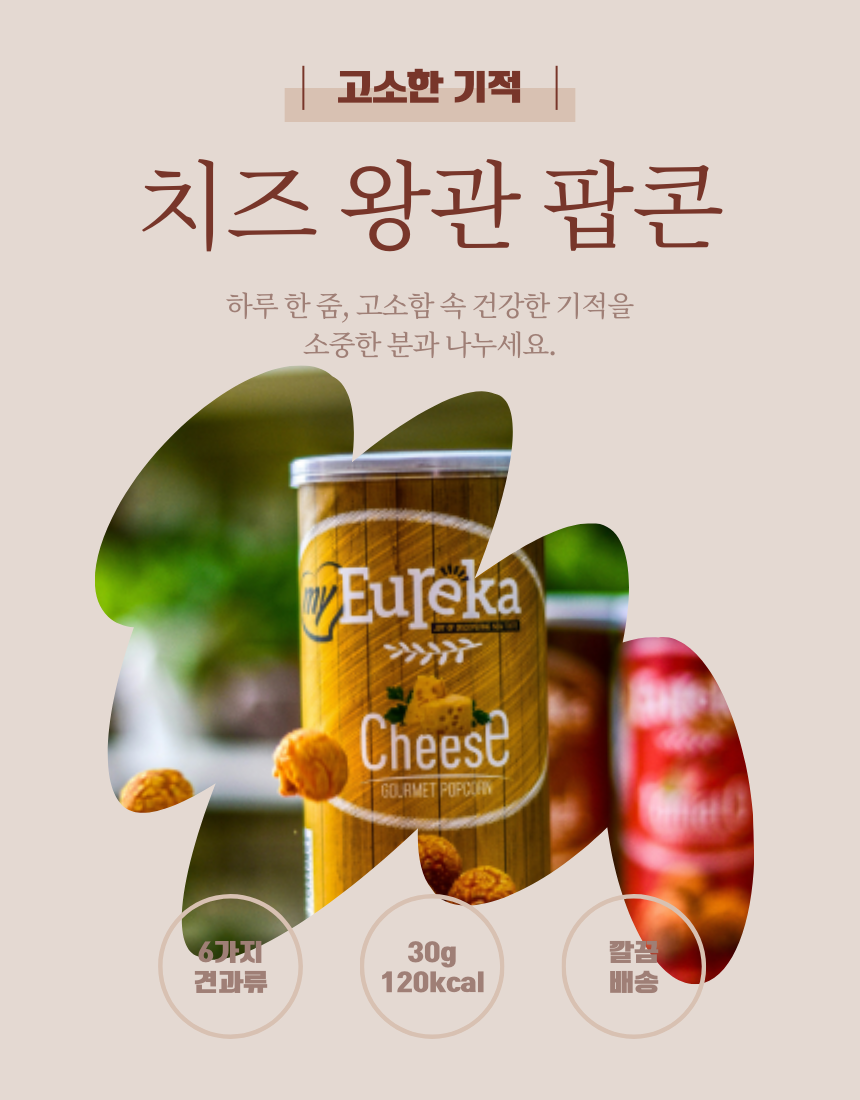 고소한 기적
치즈 왕관 팝콘
하루 한 줌, 고소함 속 건강한 기적을
소중한 분과 나누세요.
my Eureka
Cheese
GOURMET POPCORN
6가지
견과류
30g
120kcal
깔끔
배송